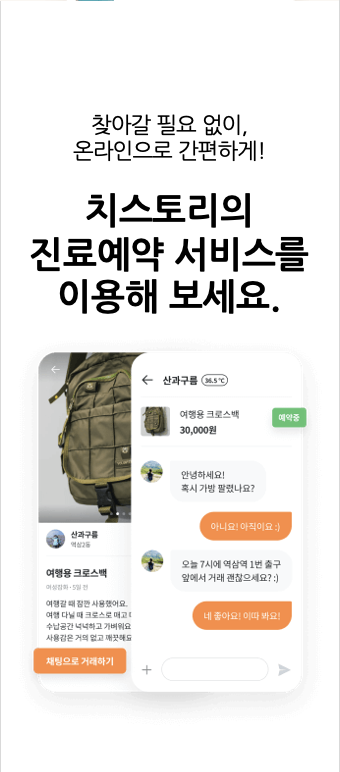 찾아갈 필요 없이,
온라인으로 간편하게!
치스토리의
진료예약 서비스를
이용해 보세요.
산과구름 36.5℃
여행용 크로스백
30,000원
예약중
안녕하세요!
혹시 가방 팔렸나요?
아니요! 아직이요 :)
오늘 7시에 역삼역 1번 출구
앞에서 거래 괜찮으세요? :)
네 좋아요! 이따 봐요!
산과구름
역삼2동
여행용 크로스백
여성잡화 · 5일 전
여행갈 때 잠깐 사용했어요.
여행 다닐 때 크로스로 매고 다
수납공간 넉넉하고 가벼워요
사용감은 거의 없고 깨끗해요
채팅으로 거래하기